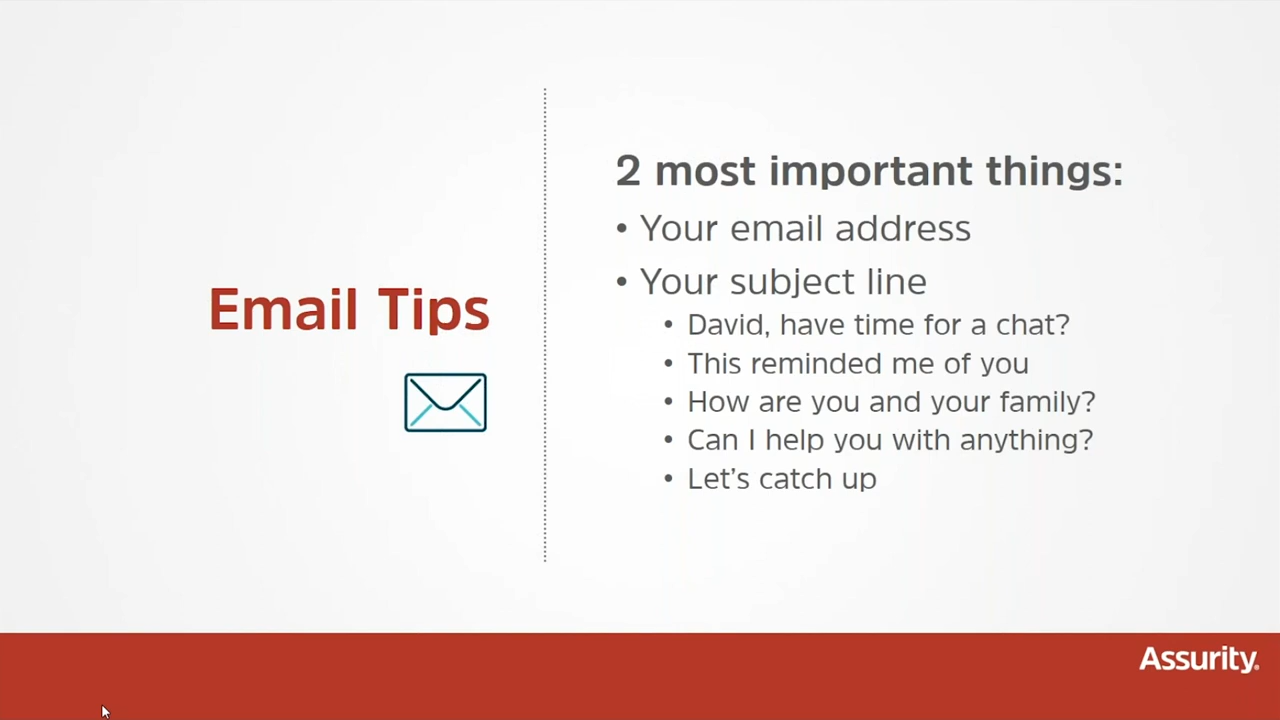 Email Tips
2 most important things:
• Your email address
• Your subject line
• David, have time for a chat?
• This reminded me of you
• How are you and your family?
• Can I help you with anything?
• Let’s catch up
Assurity®